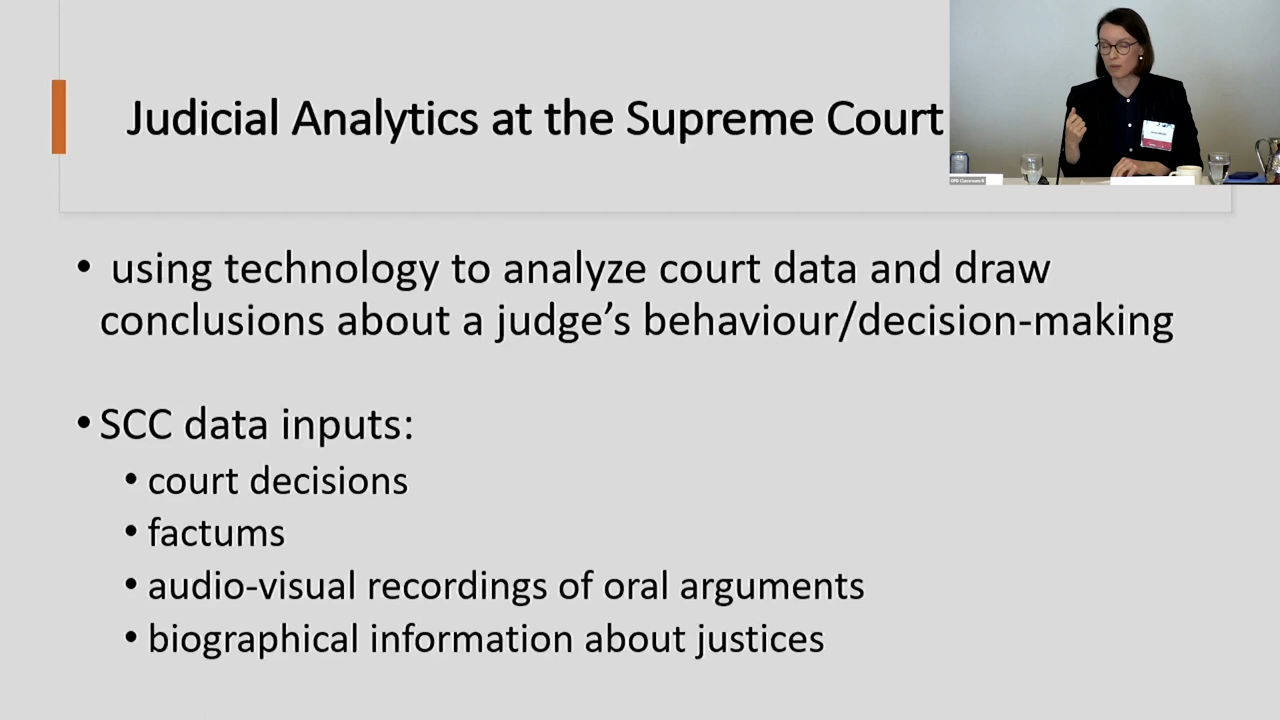 Judicial Analytics at the Supreme Court
• using technology to analyze court data and draw
conclusions about a judge’s behaviour/decision-making
• SCC data inputs:
• court decisions
• factums
• audio-visual recordings of oral arguments
• biographical information about justices